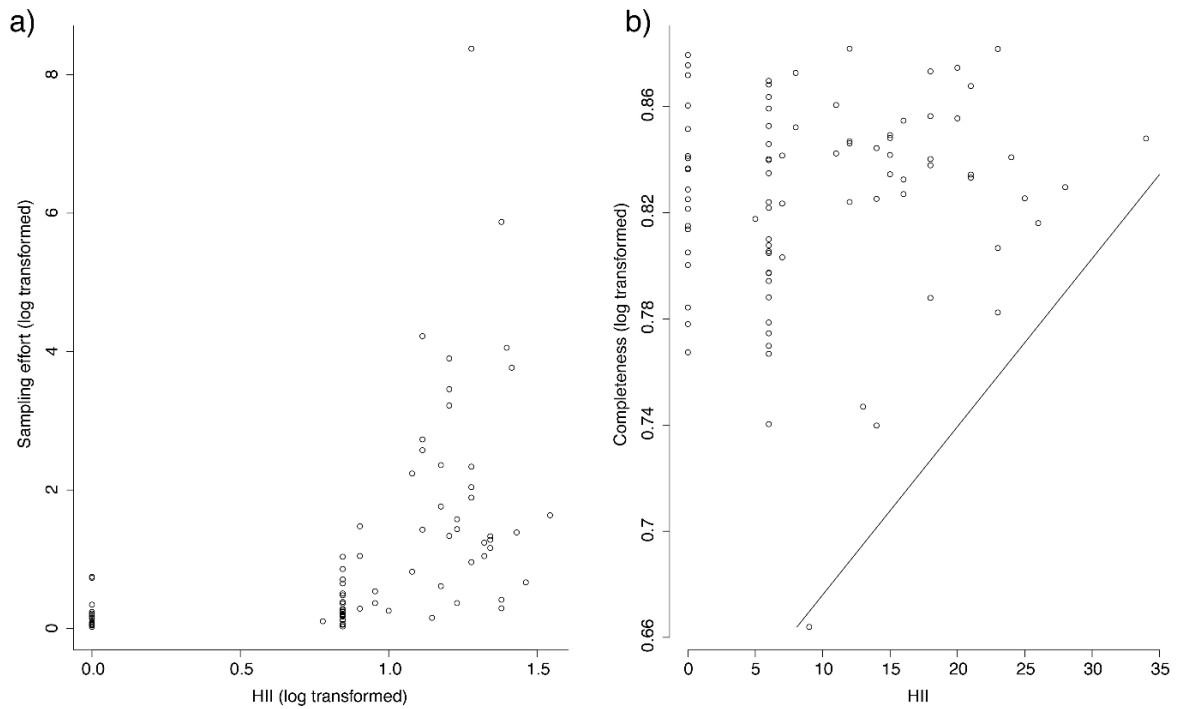 a)
Sampling effort (log transformed)
8
6
4
2
0
0.0 0.5 1.0 1.5
HII (log transformed)
b)
Completeness (log transformed)
0.86
0.82
0.78
0.74
0.7
0.66
0 5 10 15 20 25 30 35
HII